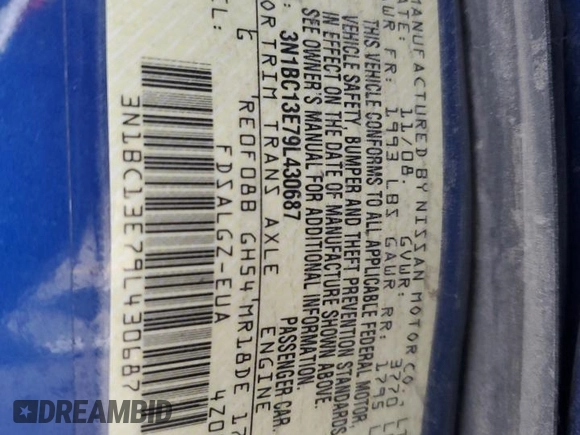 MANUFACTURED BY NISSAN MOTOR CO.
DATE: 11/08. GVWR: 3770 L
GAWR FR: 1993 LBS GAWR RR: 1795 L
THIS VEHICLE CONFORMS TO ALL APPLICABLE FEDERAL MOTOR
VEHICLE SAFETY, BUMPER AND THEFT PREVENTION STANDARDS
IN EFFECT ON THE DATE OF MANUFACTURE SHOWN ABOVE.
SEE OWNER'S MANUAL FOR ADDITIONAL INFORMATION.
3N1BC13E79L430687 PASSENGER CAR.
OR TRIM TRANS AXLE ENGINE
G RE0F08B GH54 MR18DE
EL: FDSALGZ-EUA 4Z0
3N1BC13E79L430687
DREAMBID